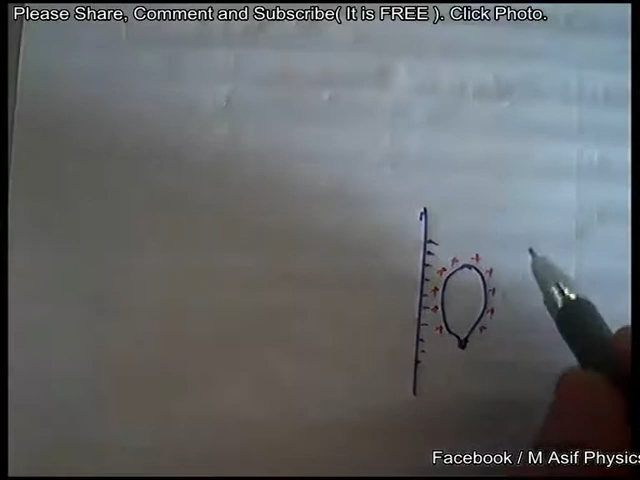 Please Share, Comment and Subscribe( It is FREE ). Click Photo.
Facebook / M Asif Physics